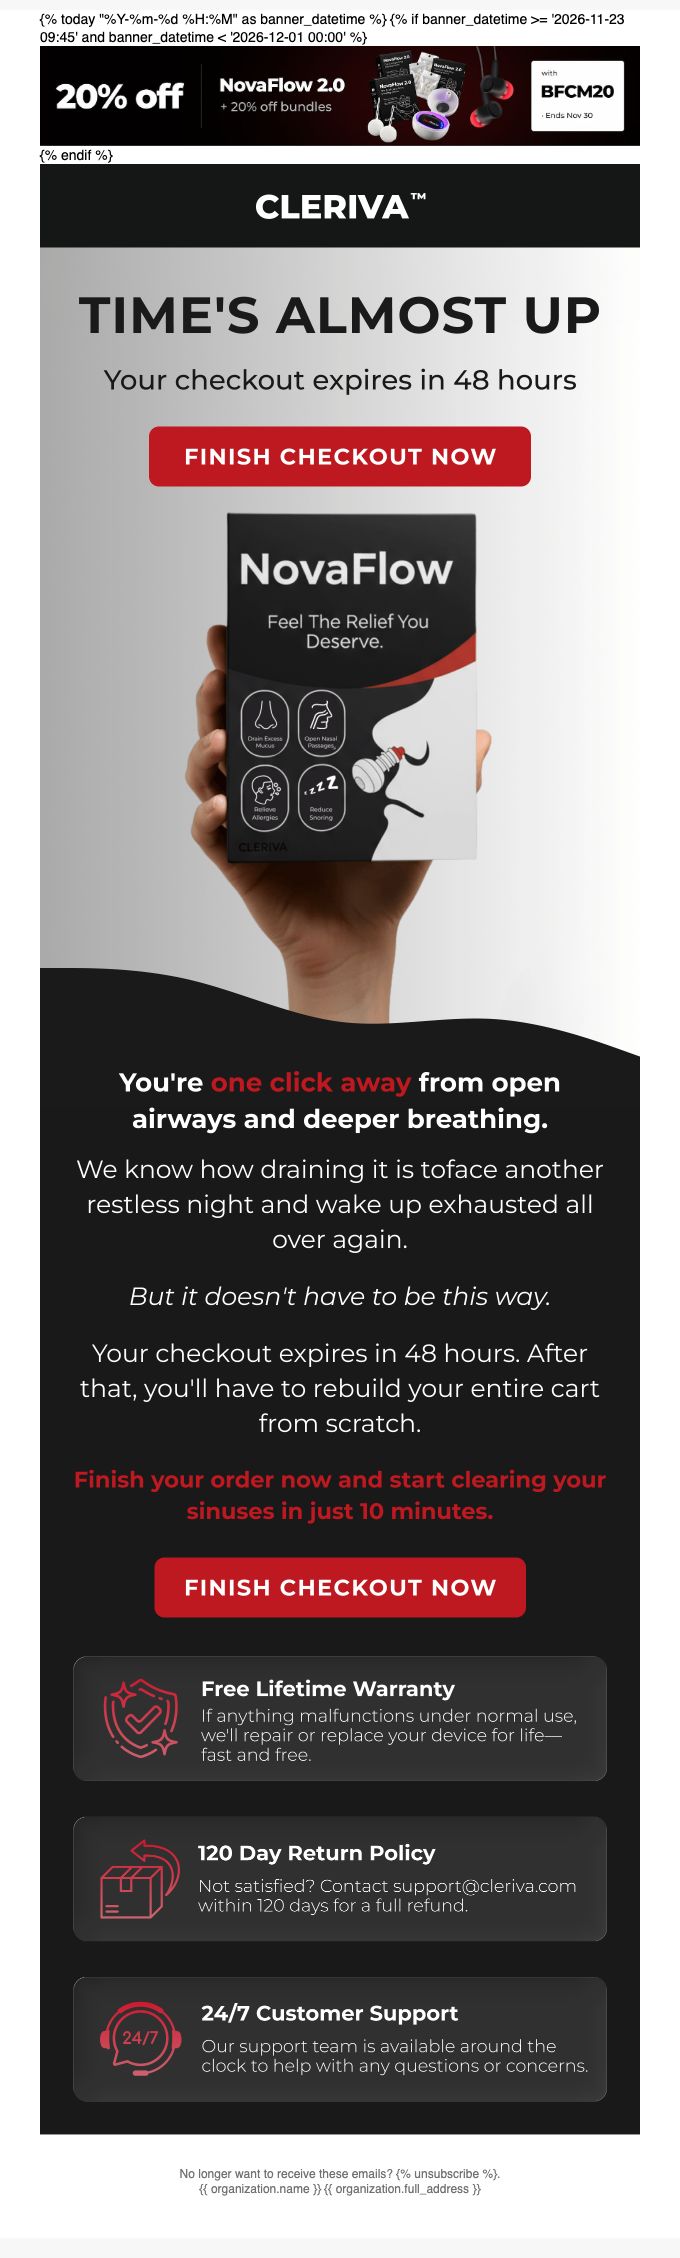 {% today "%Y-%m-%d %H:%M" as banner_datetime %} {% if banner_datetime >= '2026-11-23
09:45' and banner_datetime < '2026-12-01 00:00' %}
20% off
NovaFlow 2.0
+ 20% off bundles
with
BFCM20
· Ends Nov 30
{% endif %}
CLERIVA™
TIME'S ALMOST UP
Your checkout expires in 48 hours
FINISH CHECKOUT NOW
NovaFlow
Feel The Relief You
Deserve.
Drain Excess
Mucus
Open Nasal
Passages
Relieve
Allergies
zzzZ
Reduce
Snoring
CLERIVA
You're one click away from open
airways and deeper breathing.
We know how draining it is toface another
restless night and wake up exhausted all
over again.
But it doesn't have to be this way.
Your checkout expires in 48 hours. After
that, you'll have to rebuild your entire cart
from scratch.
Finish your order now and start clearing your
sinuses in just 10 minutes.
FINISH CHECKOUT NOW
Free Lifetime Warranty
If anything malfunctions under normal use,
we'll repair or replace your device for life—
fast and free.
120 Day Return Policy
Not satisfied? Contact support@cleriva.com
within 120 days for a full refund.
24/7
24/7 Customer Support
Our support team is available around the
clock to help with any questions or concerns.
No longer want to receive these emails? {% unsubscribe %}.
{{ organization.name }} {{ organization.full_address }}